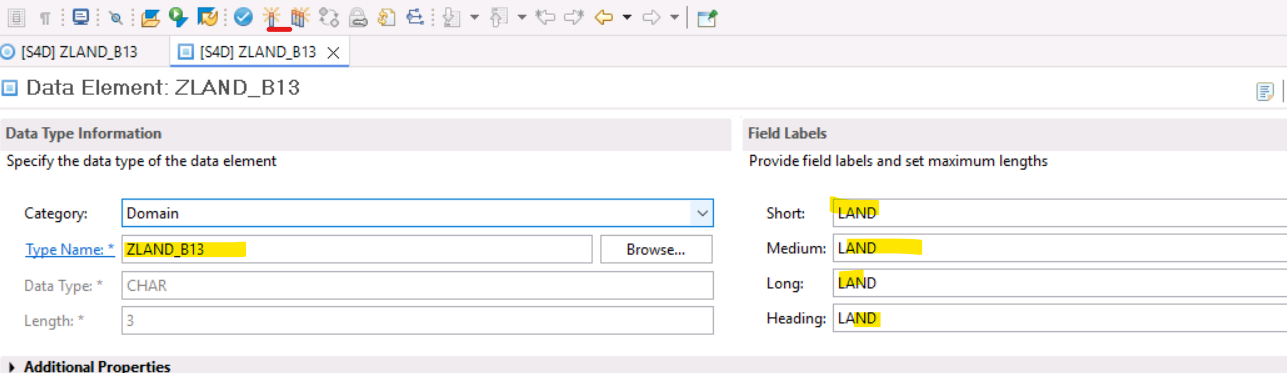 [S4D] ZLAND_B13 [S4D] ZLAND_B13
Data Element: ZLAND_B13
Data Type Information
Specify the data type of the data element
Category: Domain
Type Name: * ZLAND_B13 Browse...
Data Type: * CHAR
Length: * 3
Field Labels
Provide field labels and set maximum lengths
Short: LAND
Medium: LAND
Long: LAND
Heading: LAND
Additional Properties